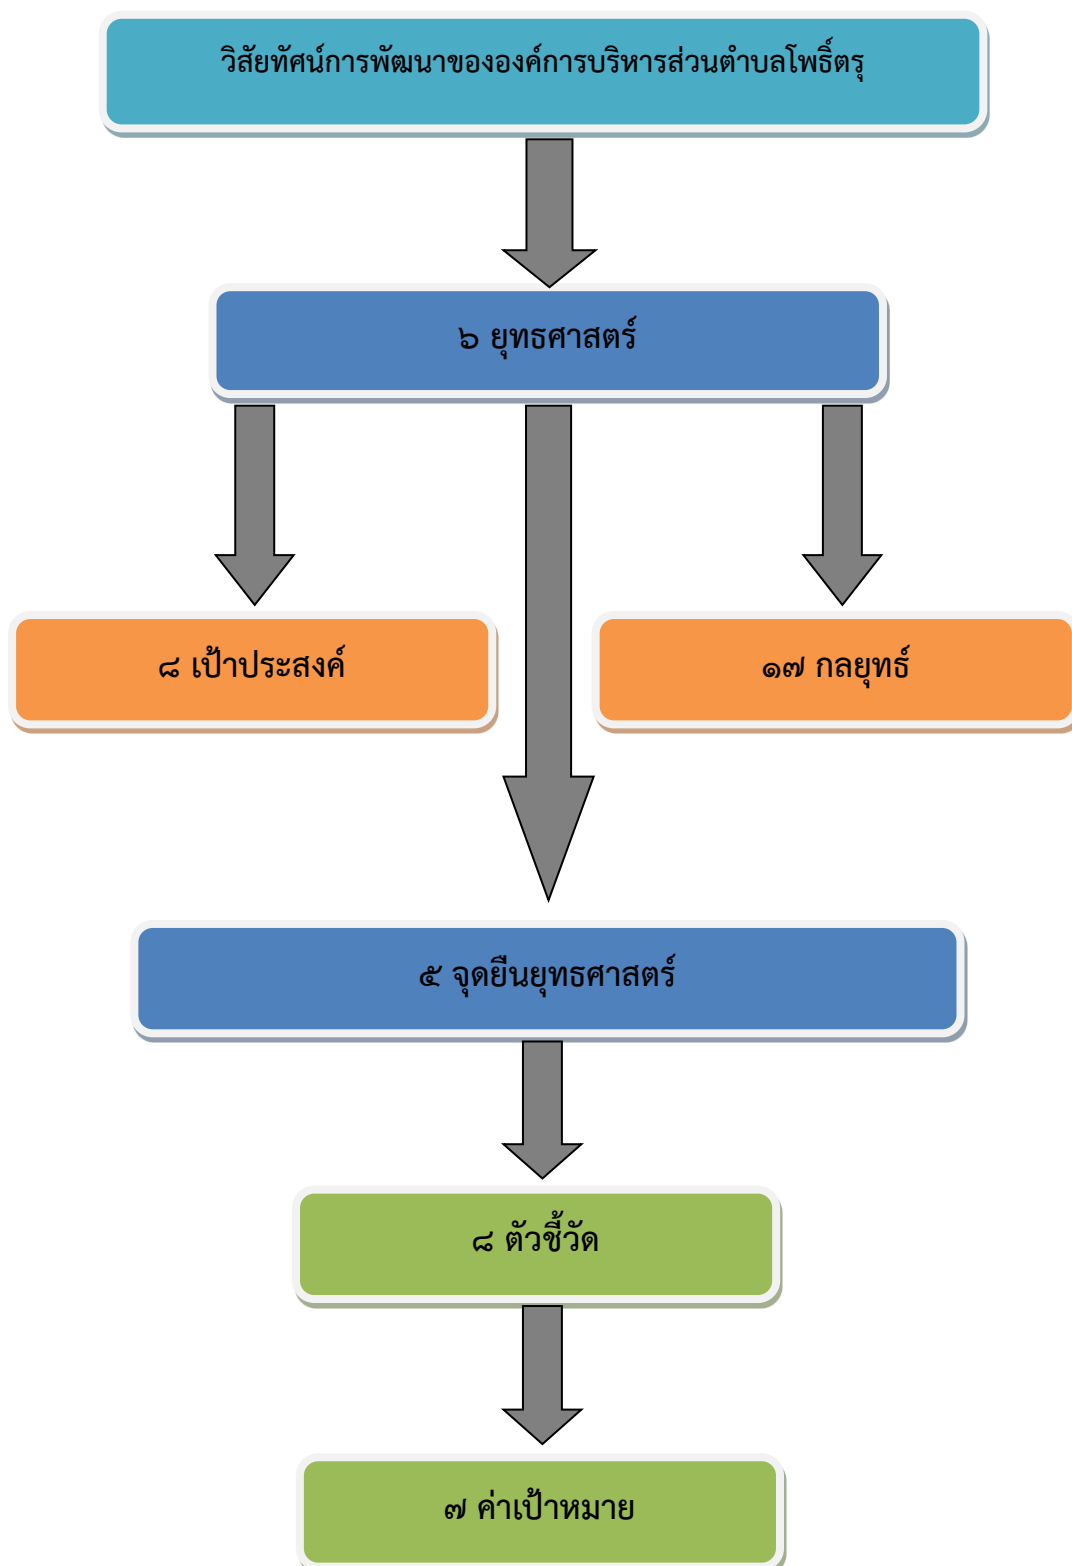 วิสัยทัศน์การพัฒนาขององค์การบริหารส่วนตำบลโพธิ์ตรุ
๖ ยุทธศาสตร์
๘ เป้าประสงค์
๑๗ กลยุทธ์
๕ จุดยืนยุทธศาสตร์
๘ ตัวชี้วัด
๗ ค่าเป้าหมาย